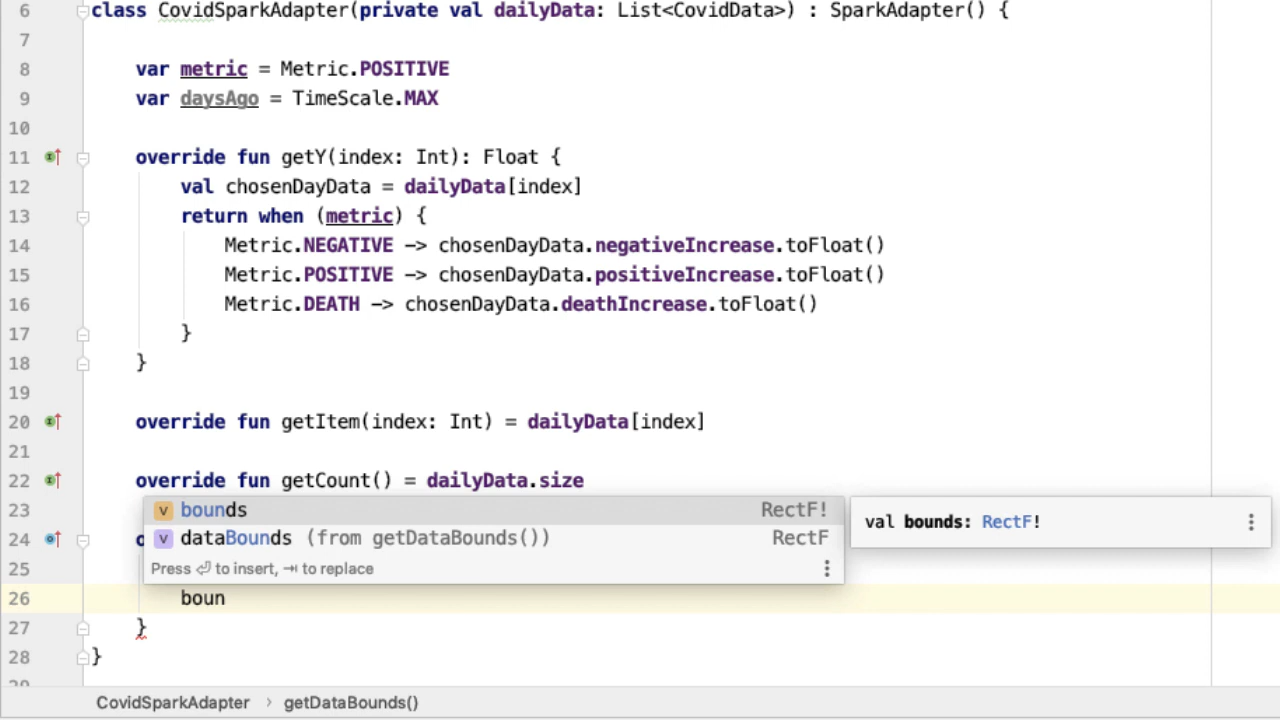 6 class CovidSparkAdapter(private val dailyData: List<CovidData>) : SparkAdapter() {
7
8 var metric = Metric.POSITIVE
9 var daysAgo = TimeScale.MAX
10
11 override fun getY(index: Int): Float {
12 val chosenDayData = dailyData[index]
13 return when (metric) {
14 Metric.NEGATIVE -> chosenDayData.negativeIncrease.toFloat()
15 Metric.POSITIVE -> chosenDayData.positiveIncrease.toFloat()
16 Metric.DEATH -> chosenDayData.deathIncrease.toFloat()
17 }
18 }
19
20 override fun getItem(index: Int) = dailyData[index]
21
22 override fun getCount() = dailyData.size
23 v bounds RectF!
val bounds: RectF!
24 o v dataBounds (from getDataBounds()) RectF
25 Press ⏎ to insert, ⇥ to replace
26 boun
27 }
28 }
CovidSparkAdapter › getDataBounds()